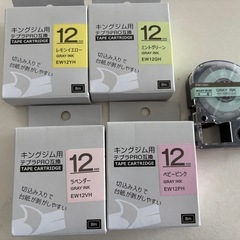 キングジム用
テプラPRO互換
TAPE CARTRIDGE
12mm
レモンイエロー
GRAY INK
EW12YH
切込み入りで
台紙が剥がしやすい
8m
キングジム用
テプラPRO互換
TAPE CARTRIDGE
12mm
ミントグリーン
GRAY INK
EW12GH
切込み入りで
台紙が剥がしやすい
8m
キングジム用
テプラPRO互換
TAPE CARTRIDGE
12mm
ラベンダー
GRAY INK
EW12VH
切込み入りで
台紙が剥がしやすい
8m
キングジム用
テプラPRO互換
TAPE CARTRIDGE
12mm
ベビーピンク
GRAY INK
EW12PH
切込み入りで
台紙が剥がしやすい
8m
GRAY INK